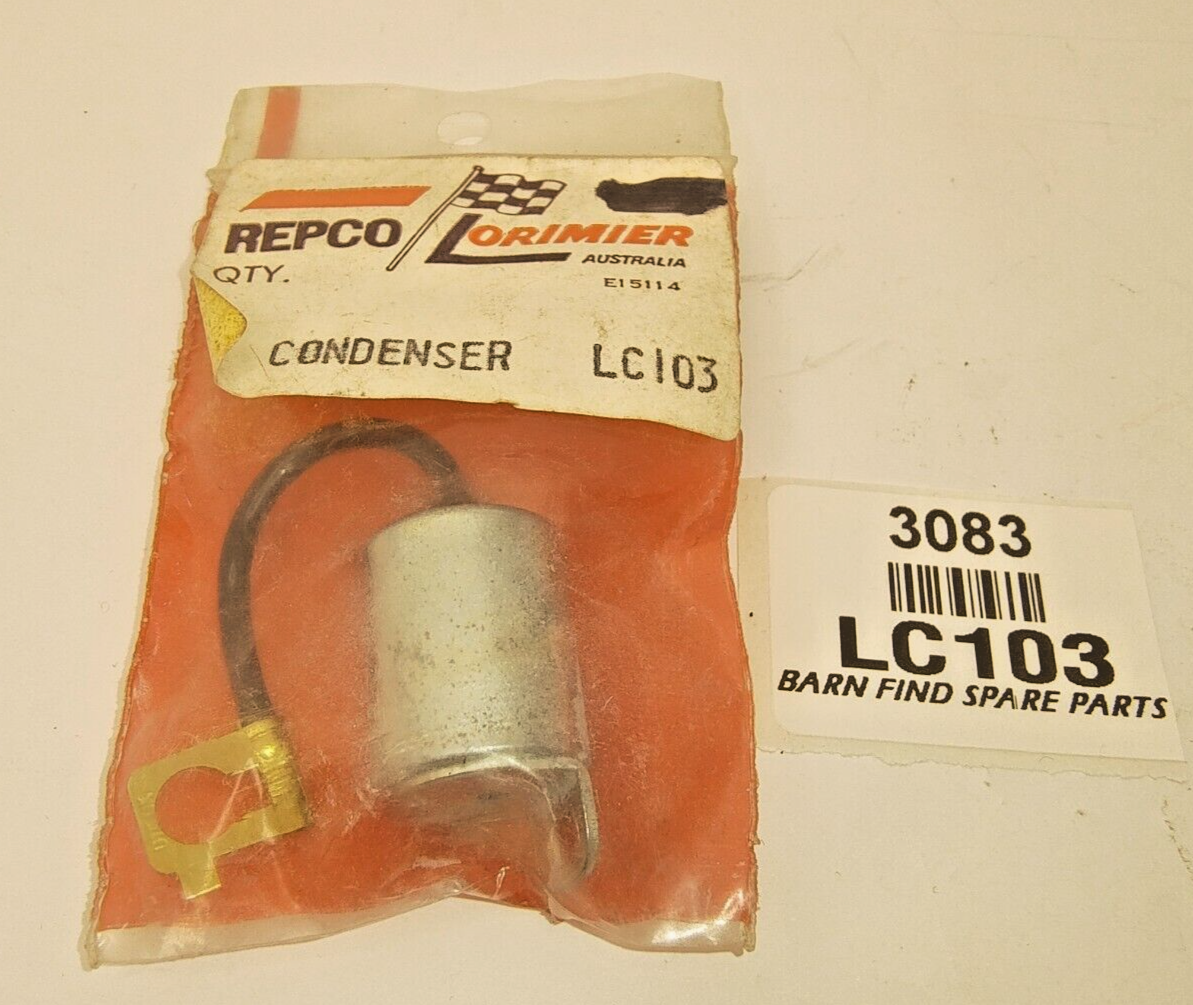 REPCO LORIMIER
AUSTRALIA
QTY.
E15114
CONDENSER LC103
3083
LC103
BARN FIND SPARE PARTS